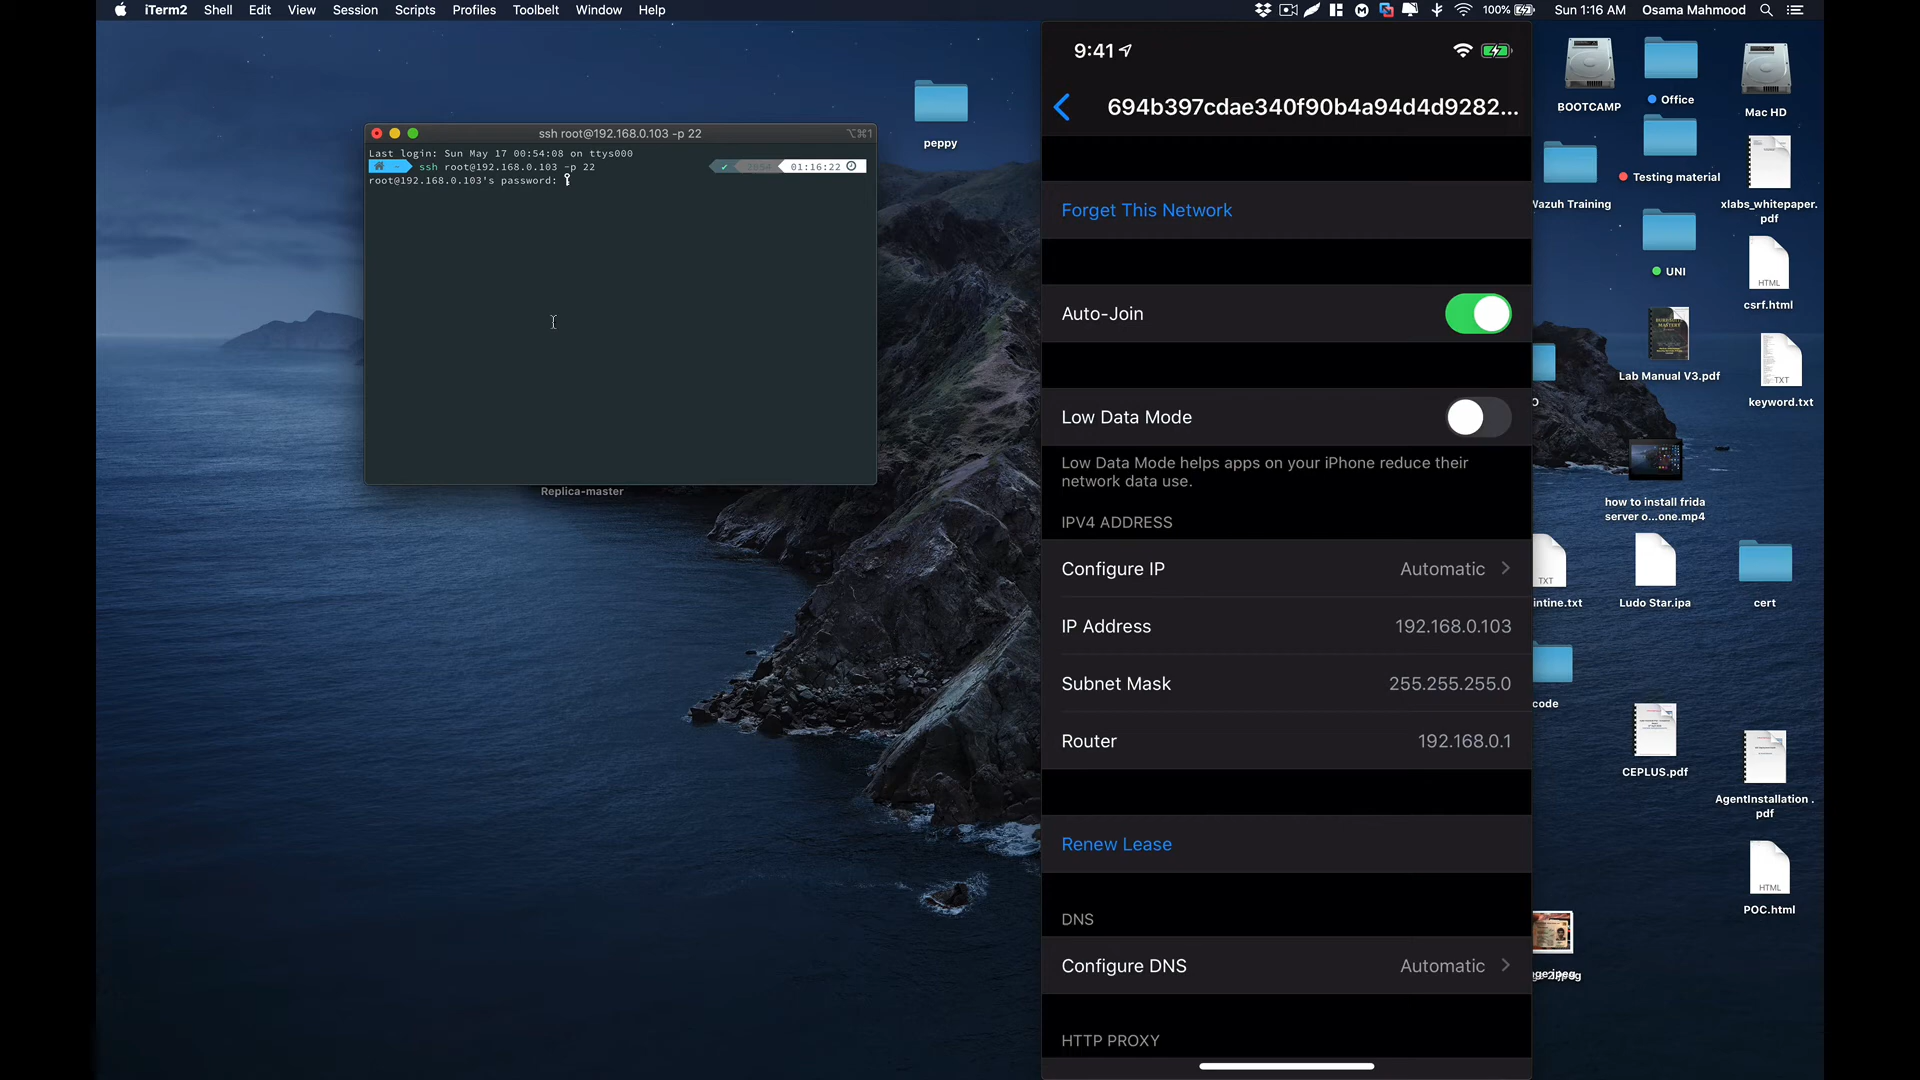 iTerm2 Shell Edit View Session Scripts Profiles Toolbelt Window Help
100% Sun 1:16 AM Osama Mahmood
peppy
ssh root@192.168.0.103 -p 22
⌥⌘1
Last login: Sun May 17 00:54:08 on ttys000
~ ssh root@192.168.0.103 -p 22
✔ 01:16:22
root@192.168.0.103's password:
Replica-master
9:41
694b397cdae340f90b4a94d4d9282...
Forget This Network
Auto-Join
Low Data Mode
Low Data Mode helps apps on your iPhone reduce their
network data use.
IPV4 ADDRESS
Configure IP Automatic
IP Address 192.168.0.103
Subnet Mask 255.255.255.0
Router 192.168.0.1
Renew Lease
DNS
Configure DNS Automatic
HTTP PROXY
BOOTCAMP
Office
Mac HD
Wazuh Training
Testing material
xlabs_whitepaper.
pdf
UNI
HTML
csrf.html
Lab Manual V3.pdf
TXT
keyword.txt
O
how to install frida
server o...one.mp4
TXT
intine.txt
Ludo Star.ipa
cert
code
CEPLUS.pdf
AgentInstallation .
pdf
HTML
POC.html